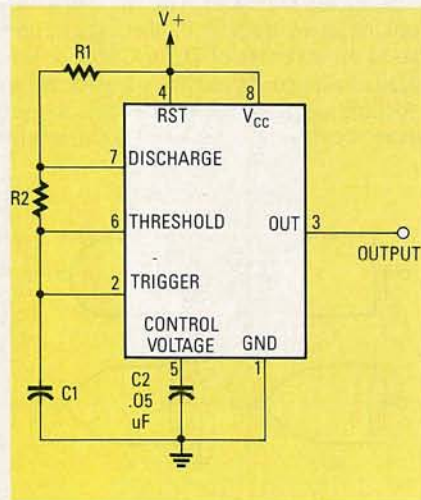 V+
R1
4
8
RST
VCC
7
DISCHARGE
R2
6
THRESHOLD
OUT
3
OUTPUT
2
TRIGGER
CONTROL
VOLTAGE
GND
5
1
C1
C2
.05
uF